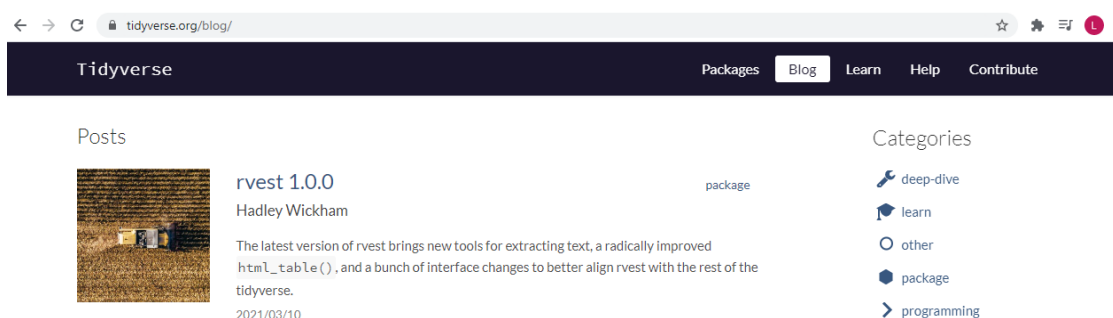 tidyverse.org/blog/
L
Tidyverse
Packages Blog Learn Help Contribute
Posts
rvest 1.0.0
package
Hadley Wickham
The latest version of rvest brings new tools for extracting text, a radically improved
html_table(), and a bunch of interface changes to better align rvest with the rest of the
tidyverse.
2021/03/10
Categories
deep-dive
learn
other
package
programming